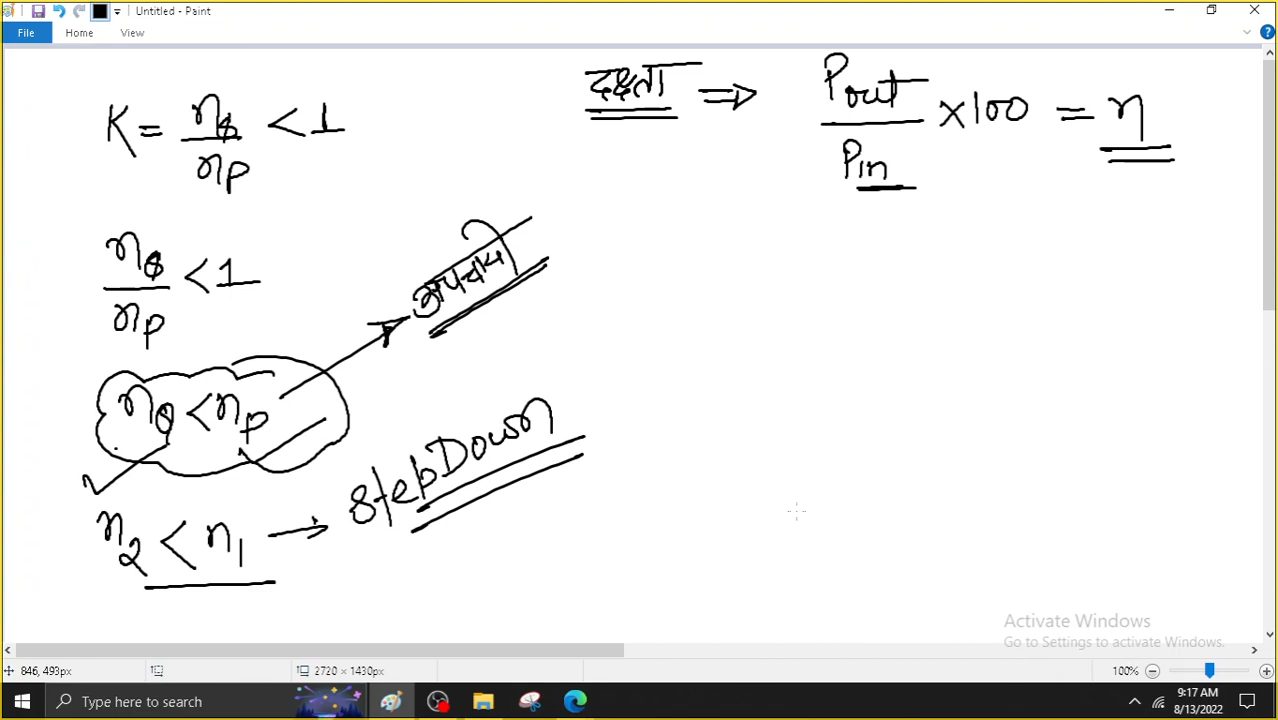 Untitled - Paint
File Home View
K = ns/np < 1
दक्षता ⇒ Pout/Pin ×100 = η
ns/np < 1
अपचायी
ns < np
StepDown
n2 < n1 →
Activate Windows
Go to Settings to activate Windows.
846, 493px
2720 × 1430px
100%
Type here to search
9:17 AM
8/13/2022